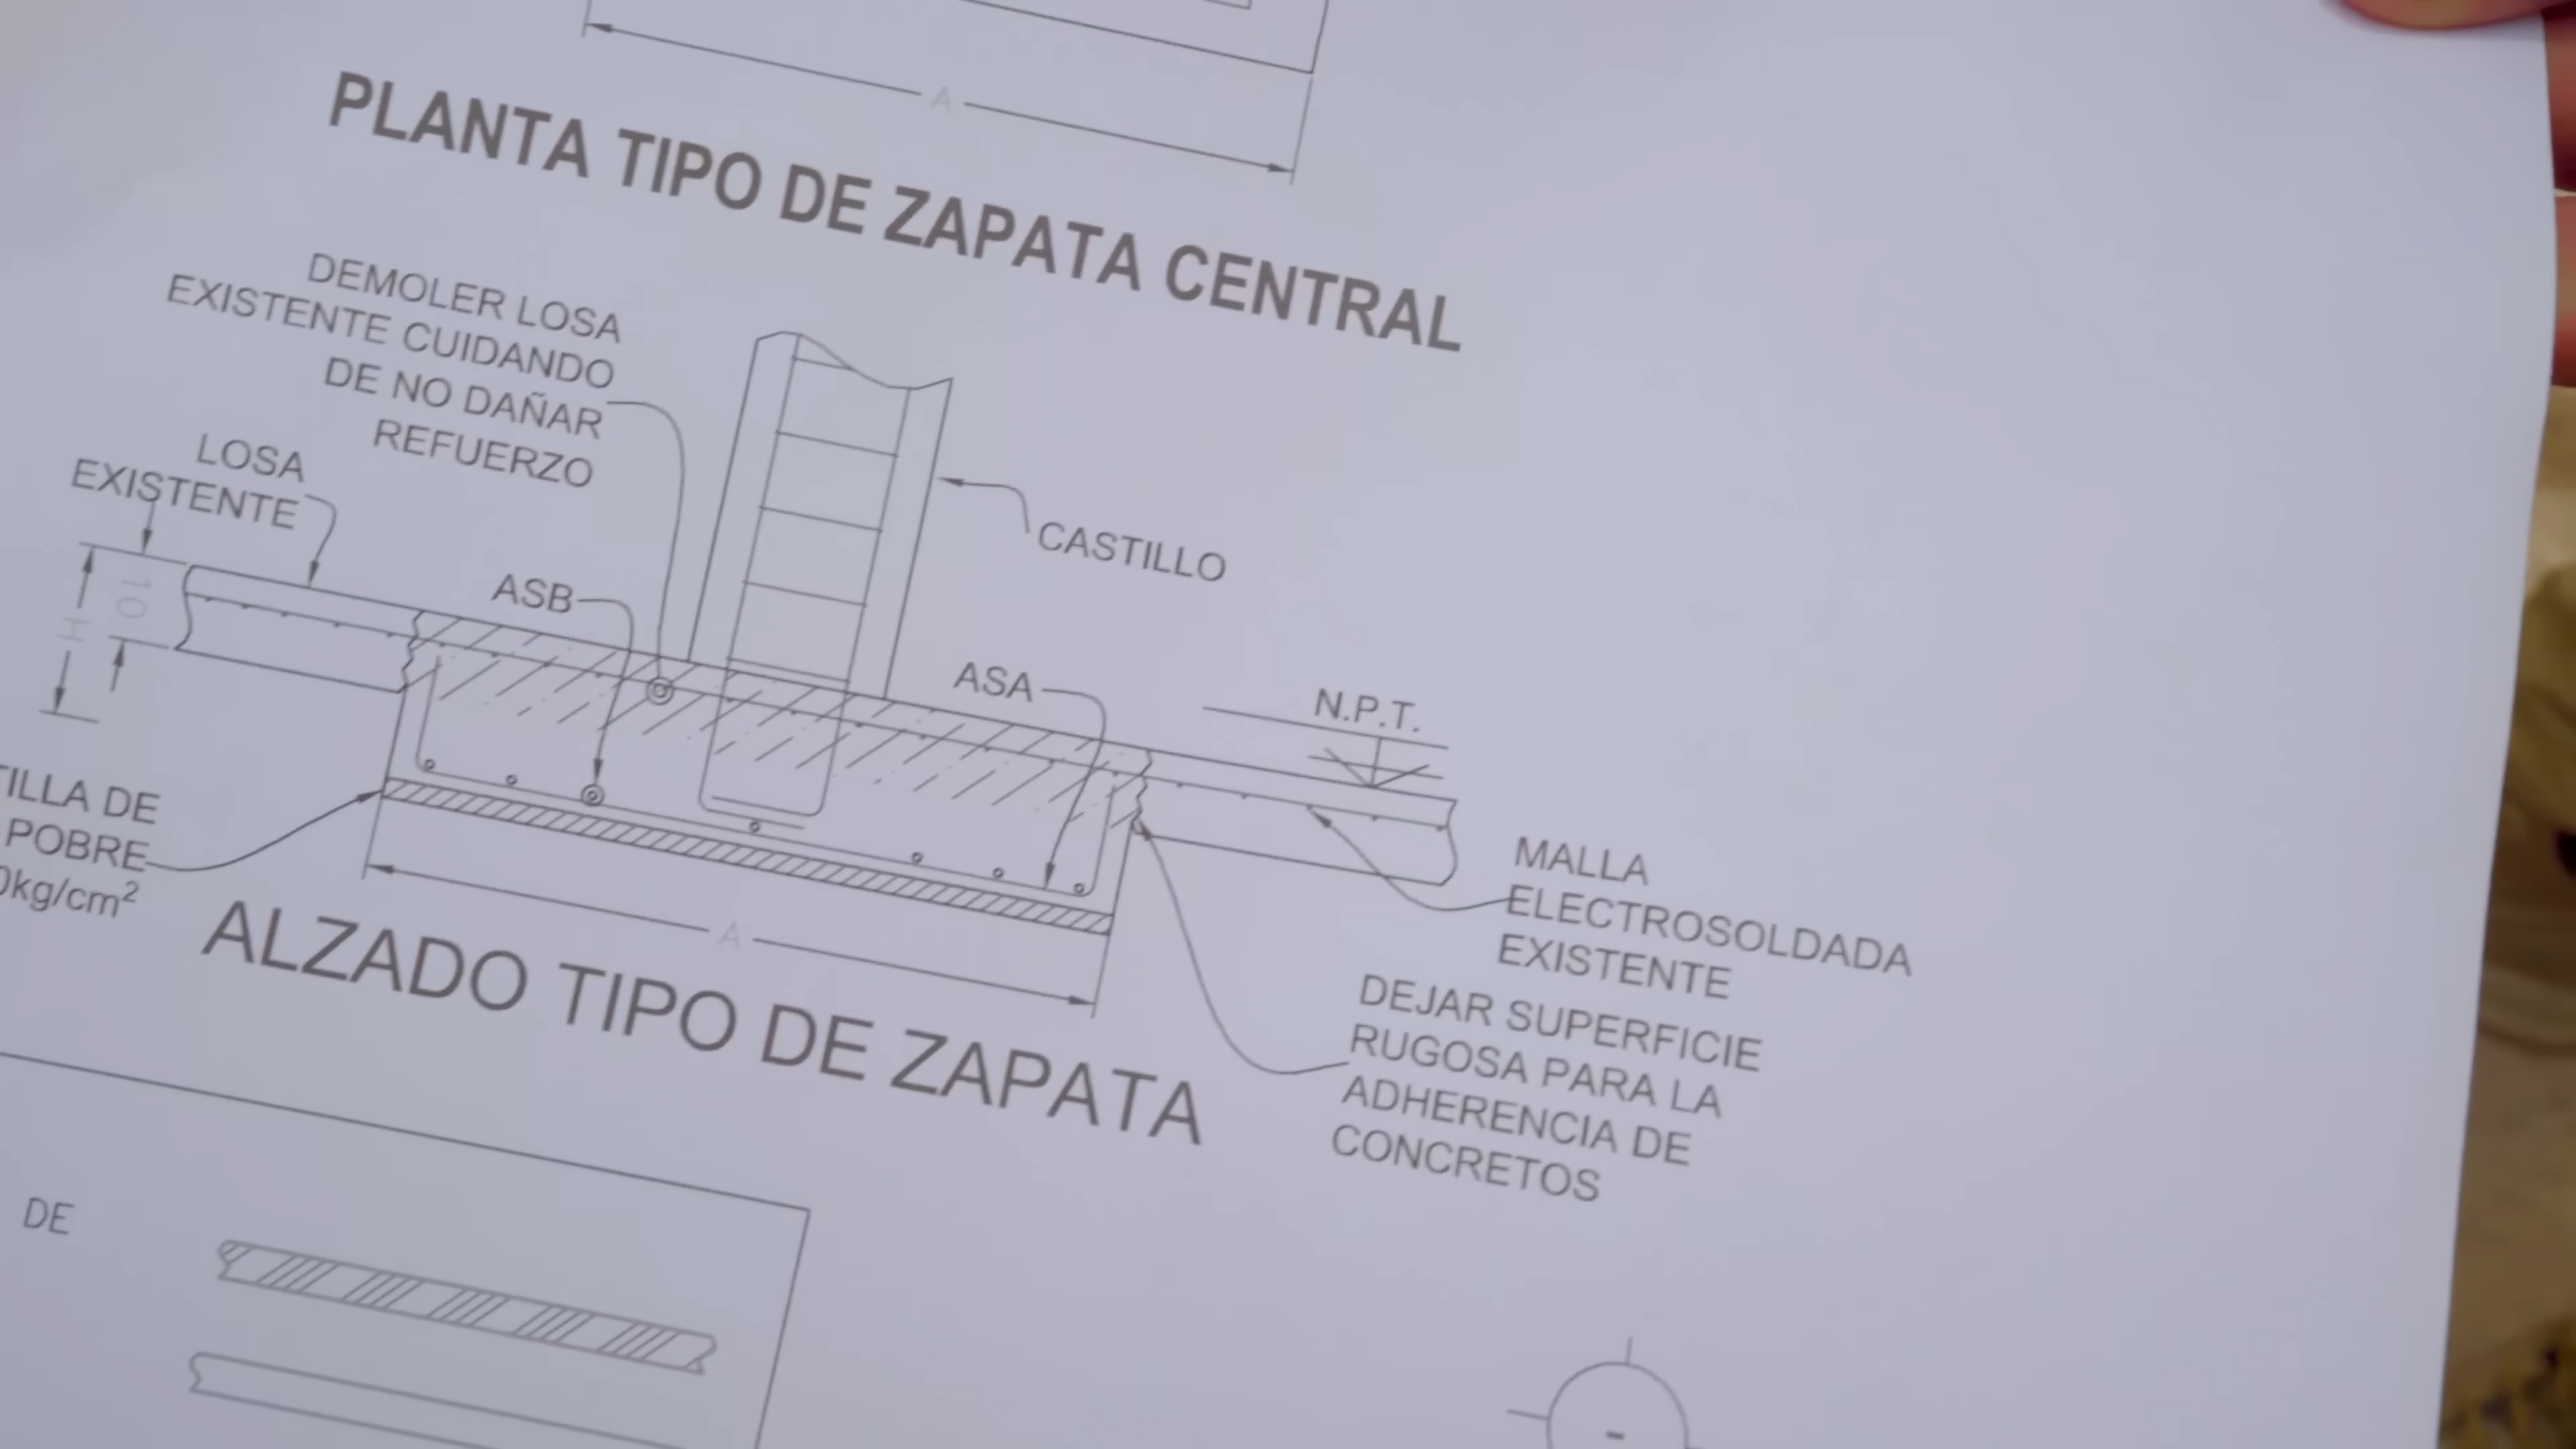 A
PLANTA TIPO DE ZAPATA CENTRAL
DEMOLER LOSA
EXISTENTE CUIDANDO
DE NO DAÑAR
REFUERZO
LOSA
EXISTENTE
CASTILLO
ASB
10
H
ASA
N.P.T.
DE
POBRE
kg/cm²
MALLA
ELECTROSOLDADA
EXISTENTE
A
ALZADO TIPO DE ZAPATA
DEJAR SUPERFICIE
RUGOSA PARA LA
ADHERENCIA DE
CONCRETOS
DE
-